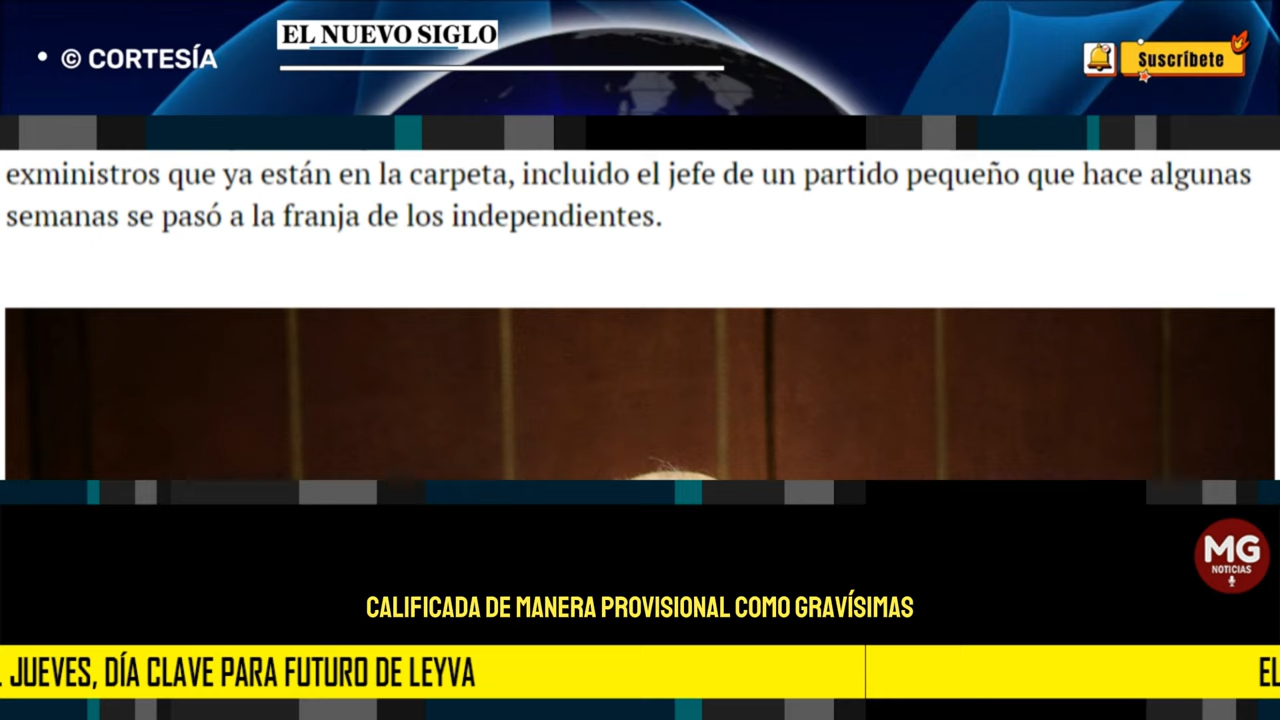 EL NUEVO SIGLO
• © CORTESÍA
Suscríbete
exministros que ya están en la carpeta, incluido el jefe de un partido pequeño que hace algunas
semanas se pasó a la franja de los independientes.
MG
NOTICIAS
CALIFICADA DE MANERA PROVISIONAL COMO GRAVÍSIMAS
. JUEVES, DÍA CLAVE PARA FUTURO DE LEYVA
EL